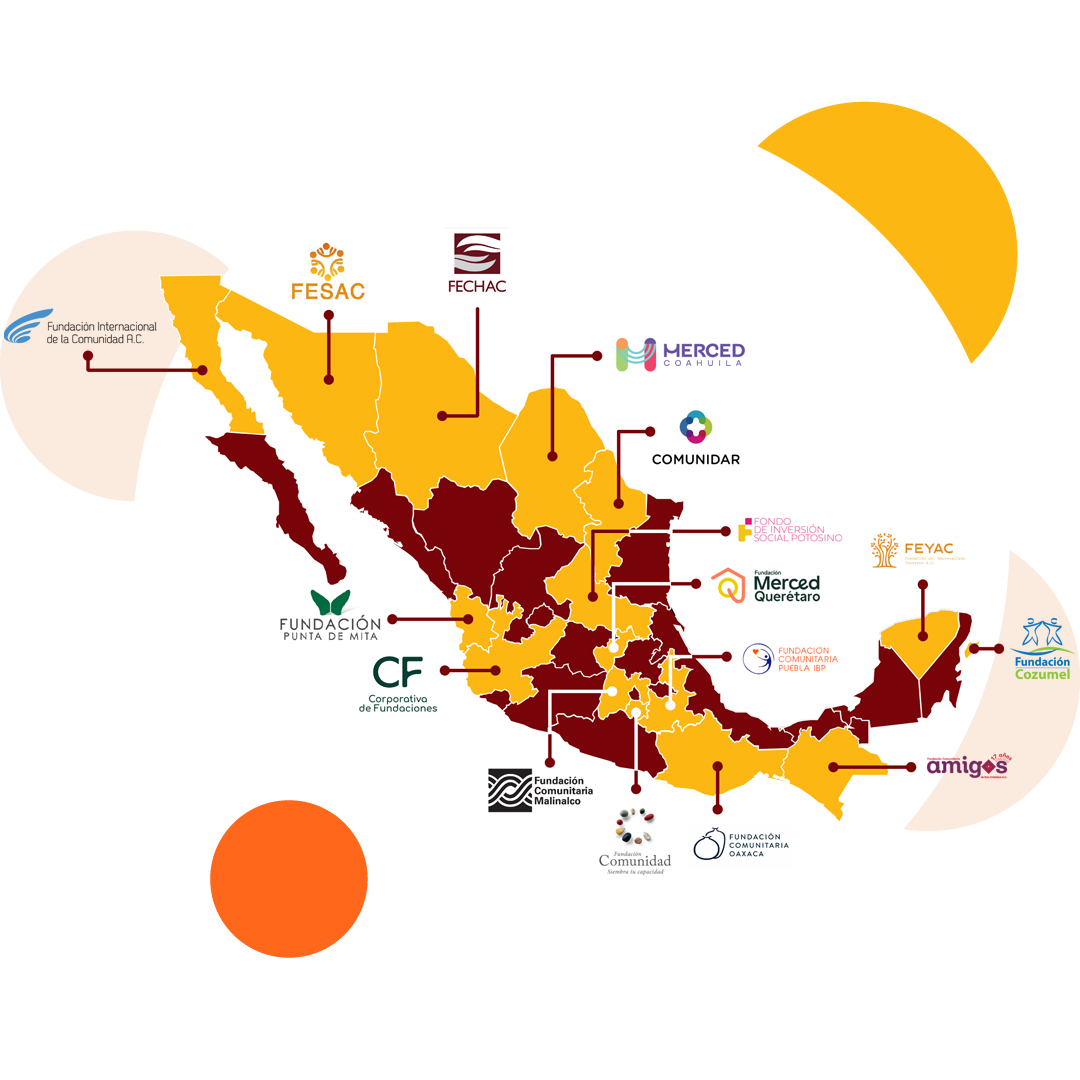 FESAC
FECHAC
Fundación Internacional
de la Comunidad A.C.
MERCED
COAHUILA
COMUNIDAR
FONDO
DE INVERSIÓN
SOCIAL POTOSINO
FEYAC
Fundación
Merced
Querétaro
FUNDACIÓN
PUNTA DE MITA
FUNDACIÓN
COMUNITARIA
PUEBLA IBP
Fundación
Cozumel
CF
Corporativa
de Fundaciones
17 años
amigos
Fundación
Comunitaria
Malinalco
FUNDACIÓN
COMUNITARIA
OAXACA
Fundación
Comunidad
Siembra tu capacidad